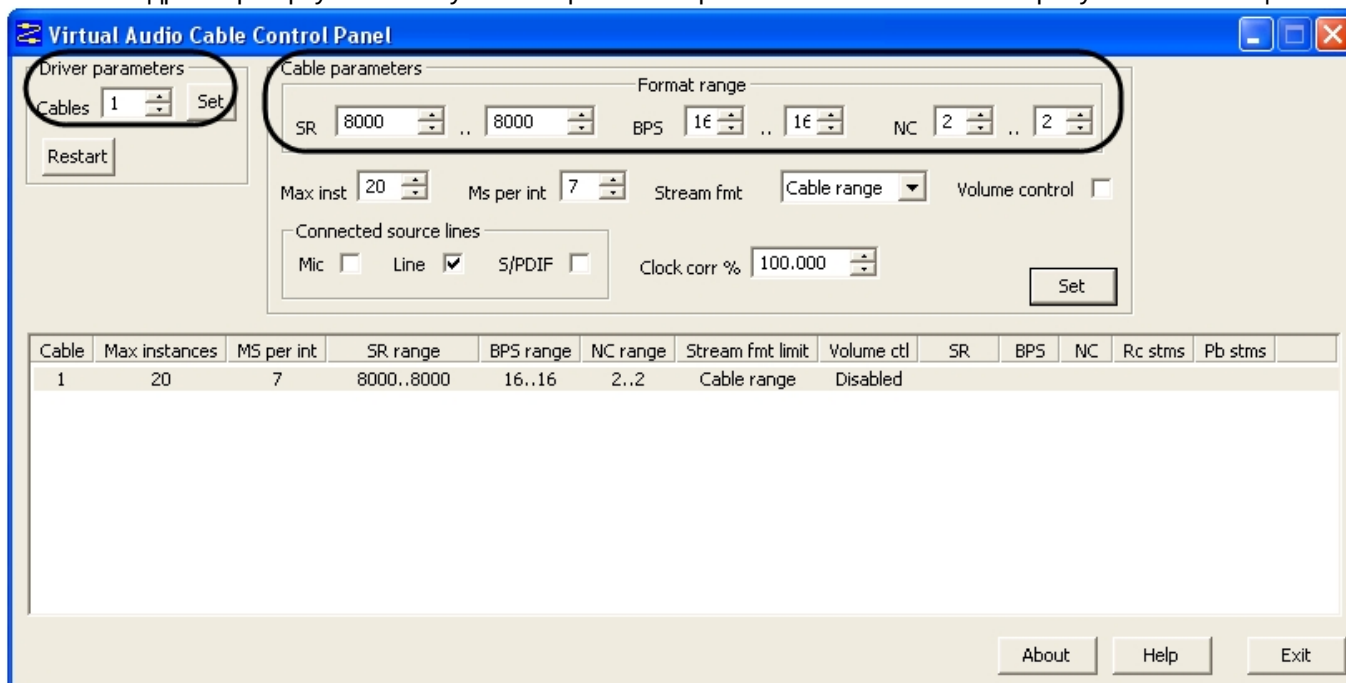 Virtual Audio Cable Control Panel
Driver parameters
Cables 1 Set
Restart
Cable parameters
Format range
SR 8000 .. 8000 BPS 16 .. 16 NC 2 .. 2
Max inst 20 Ms per int 7 Stream fmt Cable range Volume control
Connected source lines
Mic Line S/PDIF Clock corr % 100.000
Set
Cable Max instances MS per int SR range BPS range NC range Stream fmt limit Volume ctl SR BPS NC Rc stms Pb stms
1 20 7 8000..8000 16..16 2..2 Cable range Disabled
About Help Exit